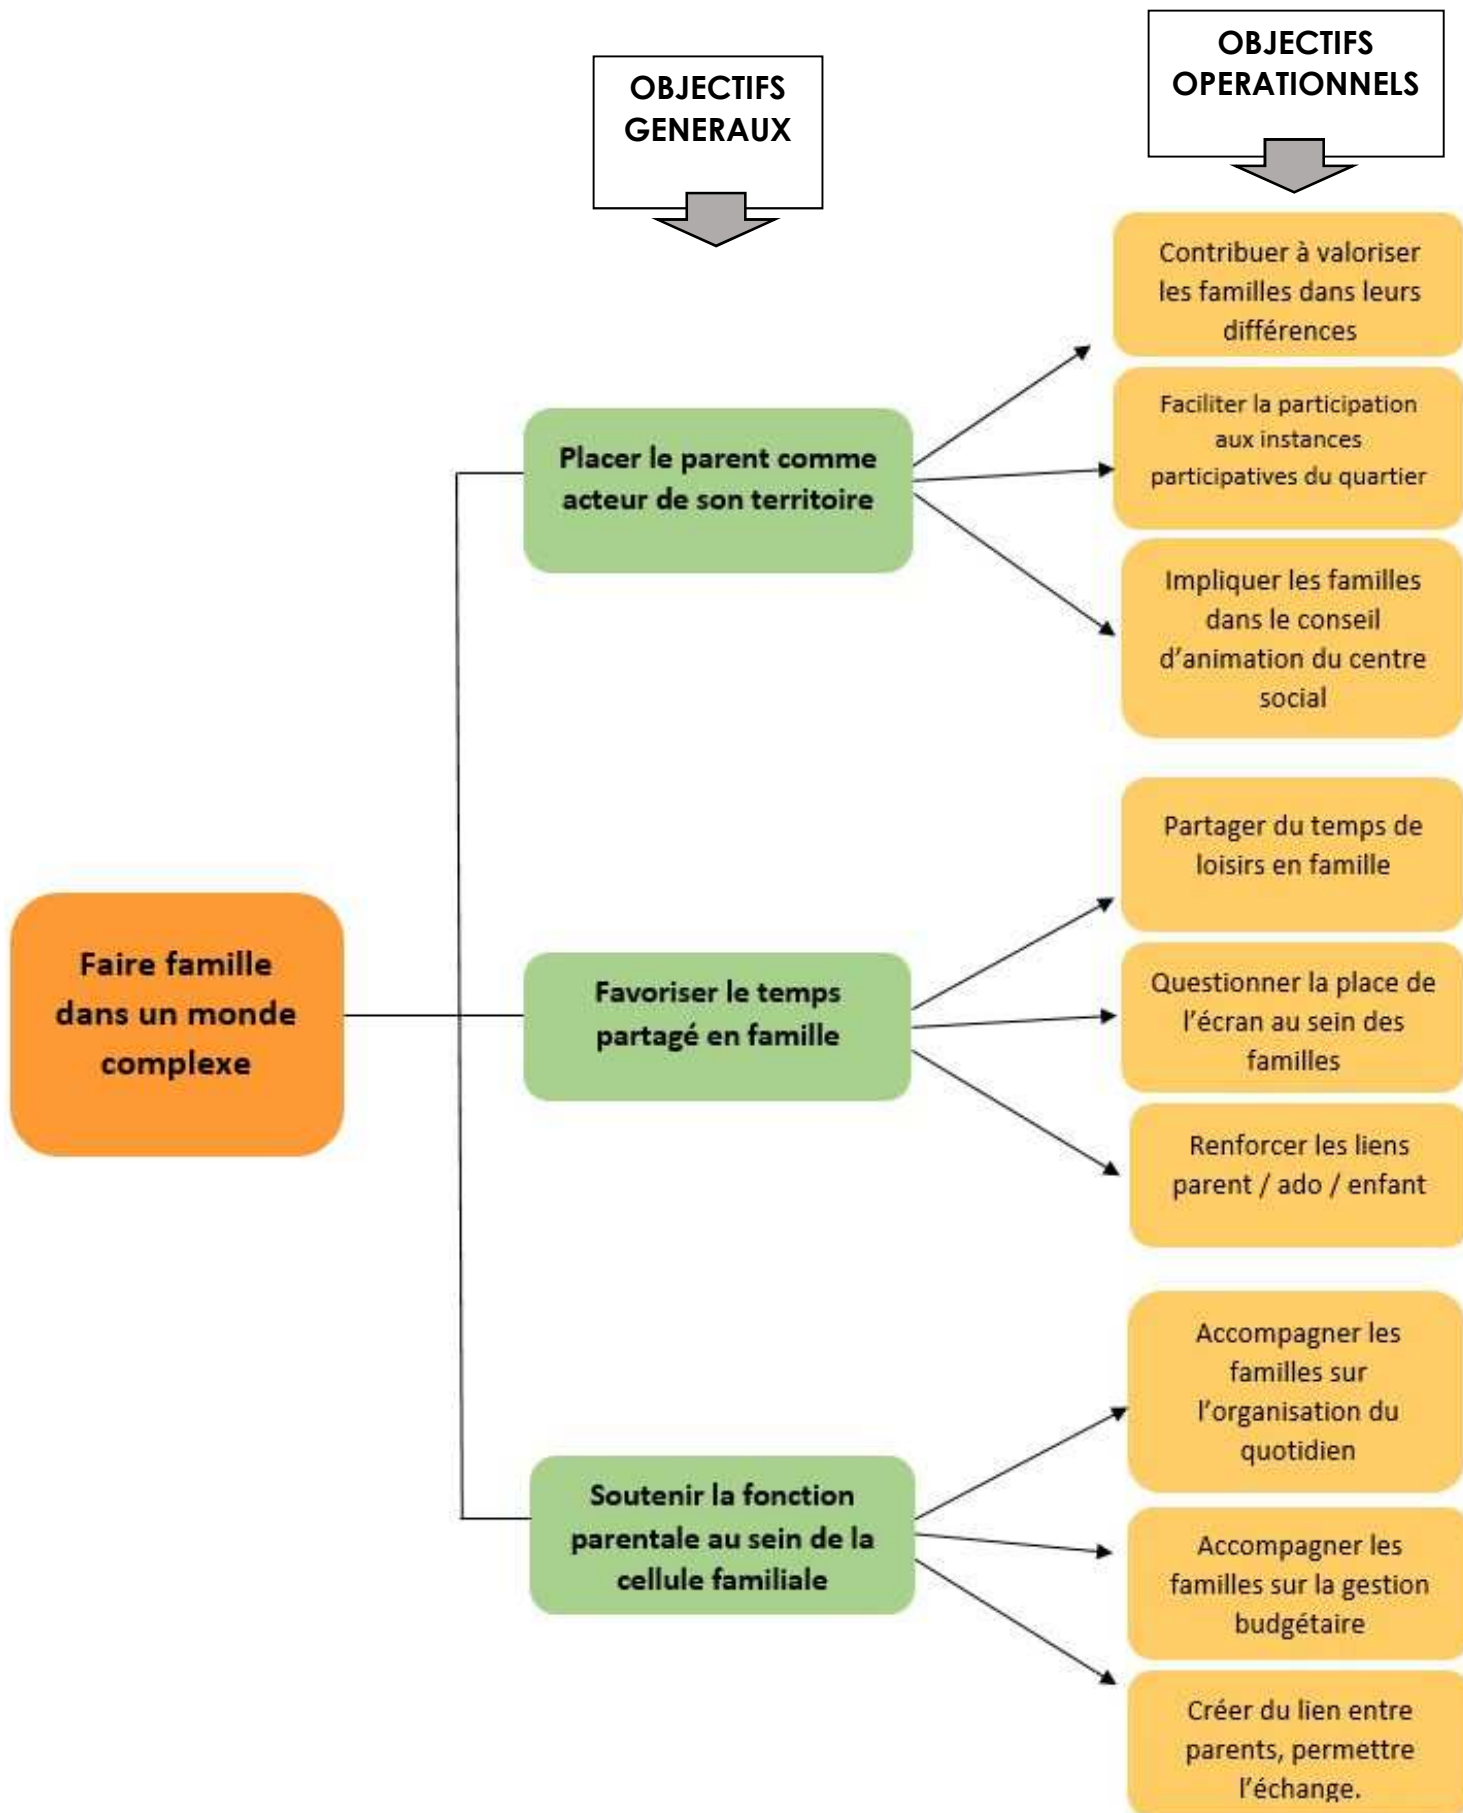 OBJECTIFS
GENERAUX
OBJECTIFS
OPERATIONNELS
Faire famille
dans un monde
complexe
Placer le parent comme
acteur de son territoire
Contribuer à valoriser
les familles dans leurs
différences
Faciliter la participation
aux instances
participatives du quartier
Impliquer les familles
dans le conseil
d'animation du centre
social
Favoriser le temps
partagé en famille
Partager du temps de
loisirs en famille
Questionner la place de
l'écran au sein des
familles
Renforcer les liens
parent / ado / enfant
Soutenir la fonction
parentale au sein de la
cellule familiale
Accompagner les
familles sur
l'organisation du
quotidien
Accompagner les
familles sur la gestion
budgétaire
Créer du lien entre
parents, permettre
l'échange.